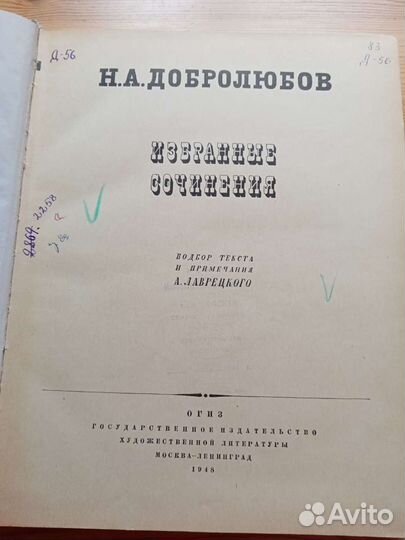 Д-56
83
Д-56
Н.А.ДОБРОЛЮБОВ
ИЗБРАННЫЕ
СОЧИНЕНИЯ
2258
ПОДБОР ТЕКСТА
И ПРИМЕЧАНИЯ
А.ЛАВРЕЦКОГО
ОГИЗ
ГОСУДАРСТВЕННОЕ ИЗДАТЕЛЬСТВО
ХУДОЖЕСТВЕННОЙ ЛИТЕРАТУРЫ
МОСКВА—ЛЕНИНГРАД
1948
Avito